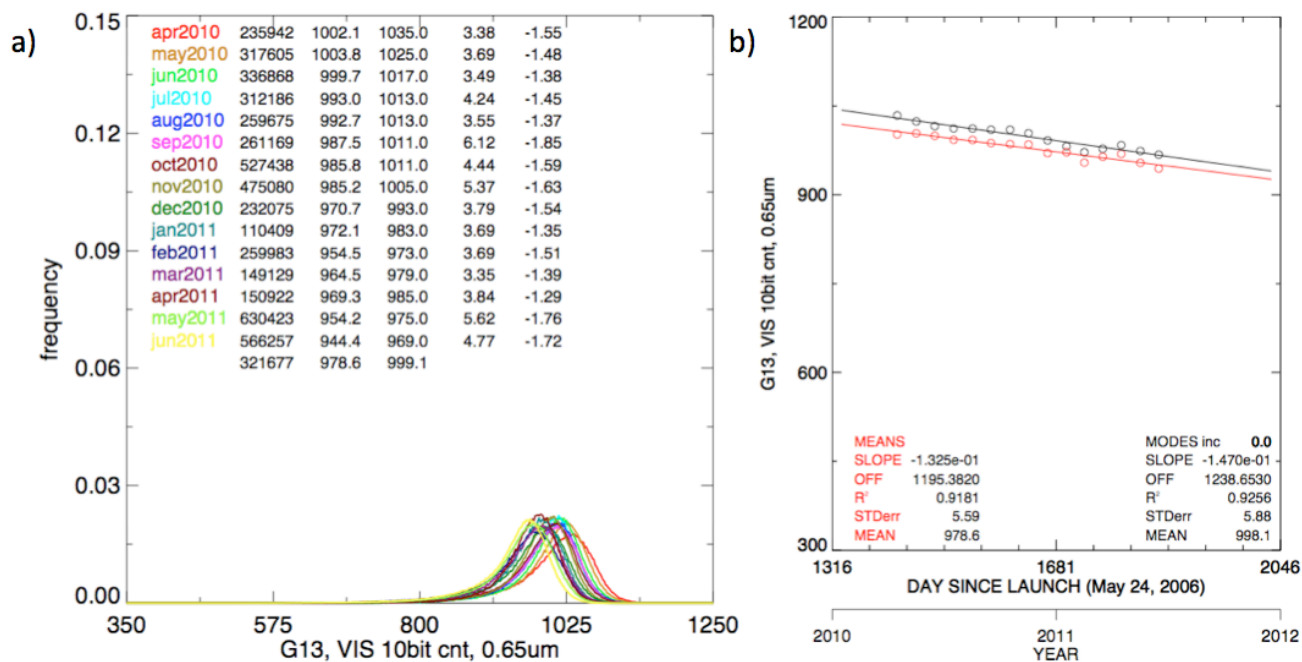 a)
0.15
0.12
0.09
0.06
0.03
0.00
frequency
apr2010 235942 1002.1 1035.0 3.38 -1.55
may2010 317605 1003.8 1025.0 3.69 -1.48
jun2010 336868 999.7 1017.0 3.49 -1.38
jul2010 312186 993.0 1013.0 4.24 -1.45
aug2010 259675 992.7 1013.0 3.55 -1.37
sep2010 261169 987.5 1011.0 6.12 -1.85
oct2010 527438 985.8 1011.0 4.44 -1.59
nov2010 475080 985.2 1005.0 5.37 -1.63
dec2010 232075 970.7 993.0 3.79 -1.54
jan2011 110409 972.1 983.0 3.69 -1.35
feb2011 259983 954.5 973.0 3.69 -1.51
mar2011 149129 964.5 979.0 3.35 -1.39
apr2011 150922 969.3 985.0 3.84 -1.29
may2011 630423 954.2 975.0 5.62 -1.76
jun2011 566257 944.4 969.0 4.77 -1.72
321677 978.6 999.1
350 575 800 1025 1250
G13, VIS 10bit cnt, 0.65um
b)
1200
900
600
300
G13, VIS 10bit cnt, 0.65um
MEANS
SLOPE -1.325e-01
OFF 1195.3820
R² 0.9181
STDerr 5.59
MEAN 978.6
MODES inc 0.0
SLOPE -1.470e-01
OFF 1238.6530
R² 0.9256
STDerr 5.88
MEAN 998.1
1316 1681 2046
DAY SINCE LAUNCH (May 24, 2006)
2010 2011 2012
YEAR